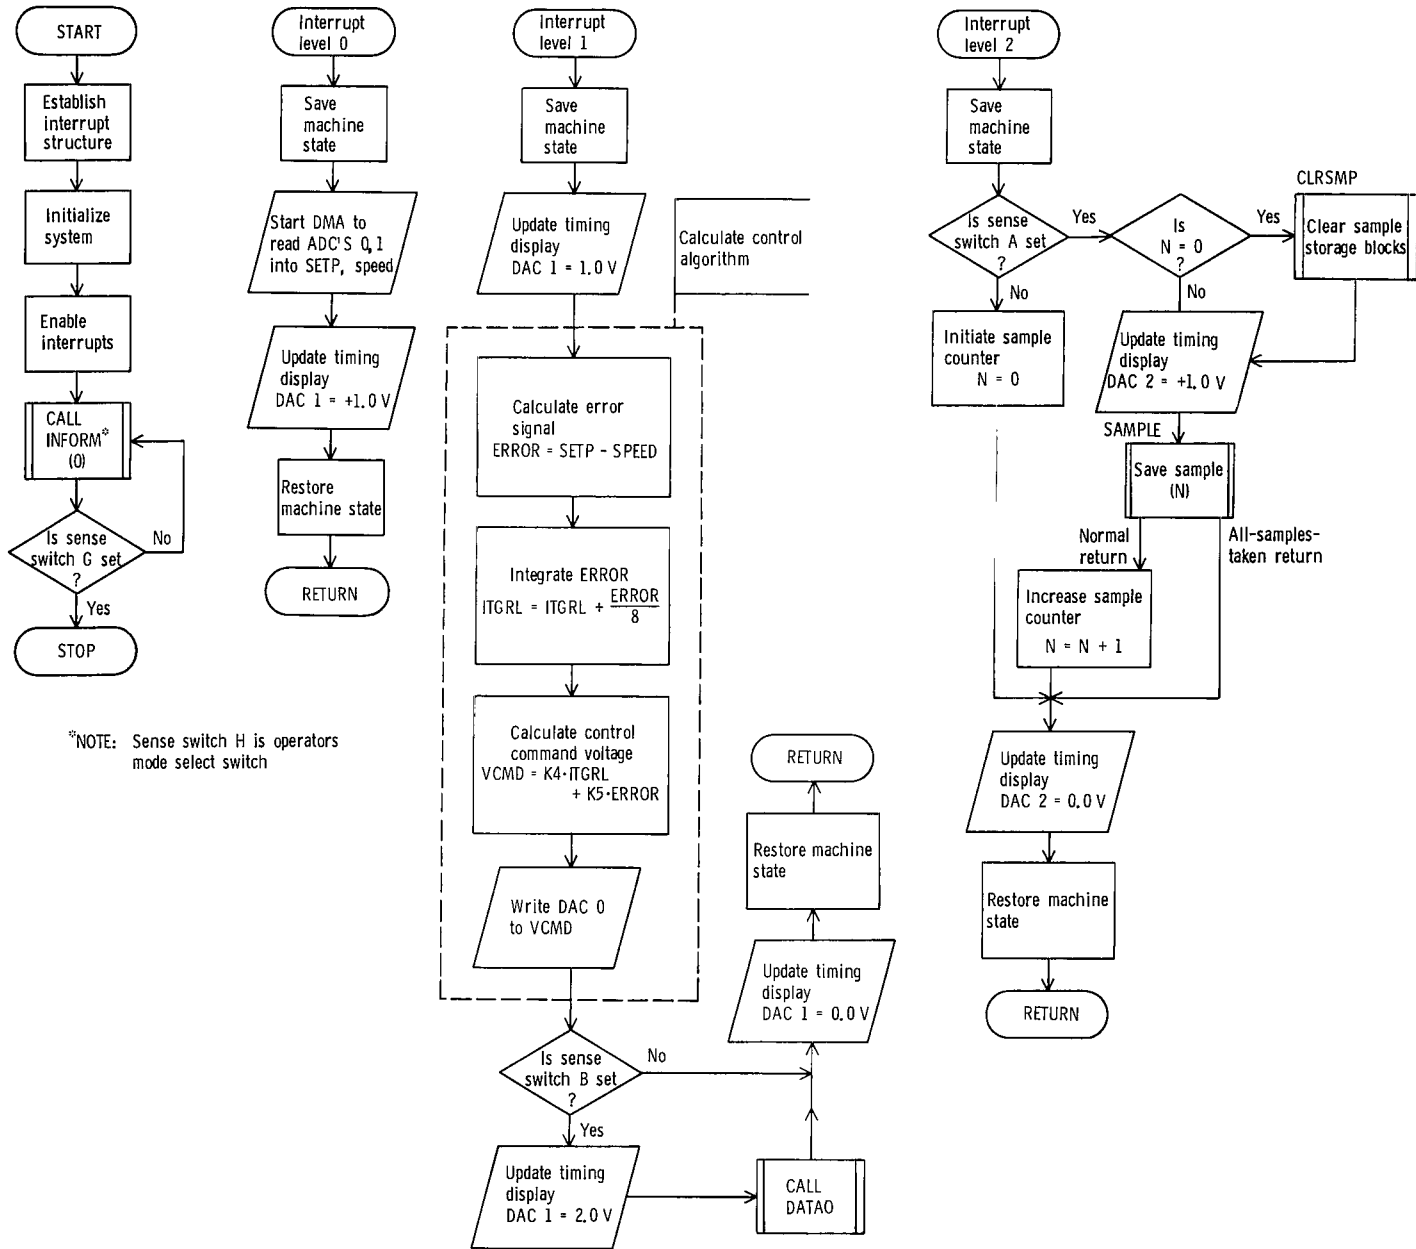 START
Establish
interrupt
structure
Initialize
system
Enable
interrupts
CALL
INFORM*
(0)
Is sense
switch G set
?
No
Yes
STOP
*NOTE: Sense switch H is operators
mode select switch
Interrupt
level 0
Save
machine
state
Start DMA to
read ADC'S 0,1
into SETP, speed
Update timing
display
DAC 1 = +1.0 V
Restore
machine state
RETURN
Interrupt
level 1
Save
machine
state
Update timing
display
DAC 1 = 1.0 V
Calculate control
algorithm
Calculate error
signal
ERROR = SETP - SPEED
Integrate ERROR
ITGRL = ITGRL + ERROR
8
Calculate control
command voltage
VCMD = K4·ITGRL
+ K5·ERROR
Write DAC 0
to VCMD
Is sense
switch B set
?
No
Yes
Update timing
display
DAC 1 = 2.0 V
CALL
DATAO
Update timing
display
DAC 1 = 0.0 V
Restore machine
state
RETURN
Interrupt
level 2
Save
machine
state
Is sense
switch A set
?
Yes
No
Initiate sample
counter
N = 0
Is
N = 0
?
Yes
No
CLRSMP
Clear sample
storage blocks
Update timing
display
DAC 2 = +1.0 V
SAMPLE
Save sample
(N)
Normal
return
All-samples-
taken return
Increase sample
counter
N = N + 1
Update timing
display
DAC 2 = 0.0 V
Restore machine
state
RETURN